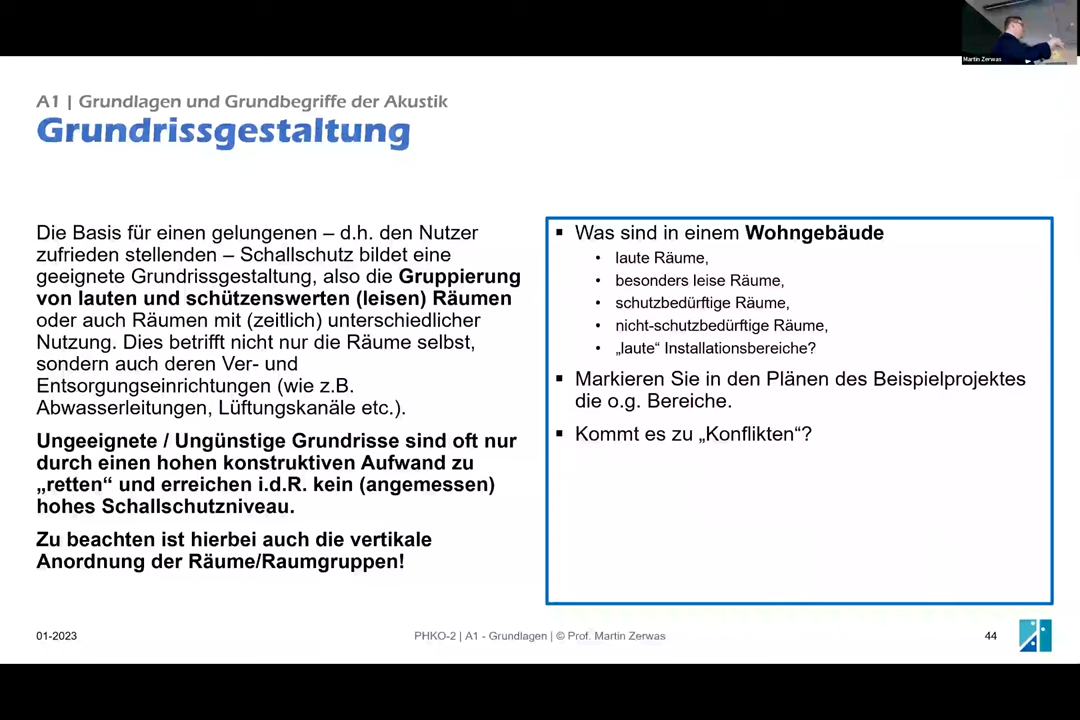 Martin Zerwas
A1 | Grundlagen und Grundbegriffe der Akustik
Grundrissgestaltung
Die Basis für einen gelungenen – d.h. den Nutzer
zufrieden stellenden – Schallschutz bildet eine
geeignete Grundrissgestaltung, also die Gruppierung
von lauten und schützenswerten (leisen) Räumen
oder auch Räumen mit (zeitlich) unterschiedlicher
Nutzung. Dies betrifft nicht nur die Räume selbst,
sondern auch deren Ver- und
Entsorgungseinrichtungen (wie z.B.
Abwasserleitungen, Lüftungskanäle etc.).
Ungeeignete / Ungünstige Grundrisse sind oft nur
durch einen hohen konstruktiven Aufwand zu
„retten“ und erreichen i.d.R. kein (angemessen)
hohes Schallschutzniveau.
Zu beachten ist hierbei auch die vertikale
Anordnung der Räume/Raumgruppen!
▪ Was sind in einem Wohngebäude
• laute Räume,
• besonders leise Räume,
• schutzbedürftige Räume,
• nicht-schutzbedürftige Räume,
• „laute“ Installationsbereiche?
▪ Markieren Sie in den Plänen des Beispielprojektes
die o.g. Bereiche.
▪ Kommt es zu „Konflikten“?
01-2023
PHKO-2 | A1 - Grundlagen | © Prof. Martin Zerwas
44